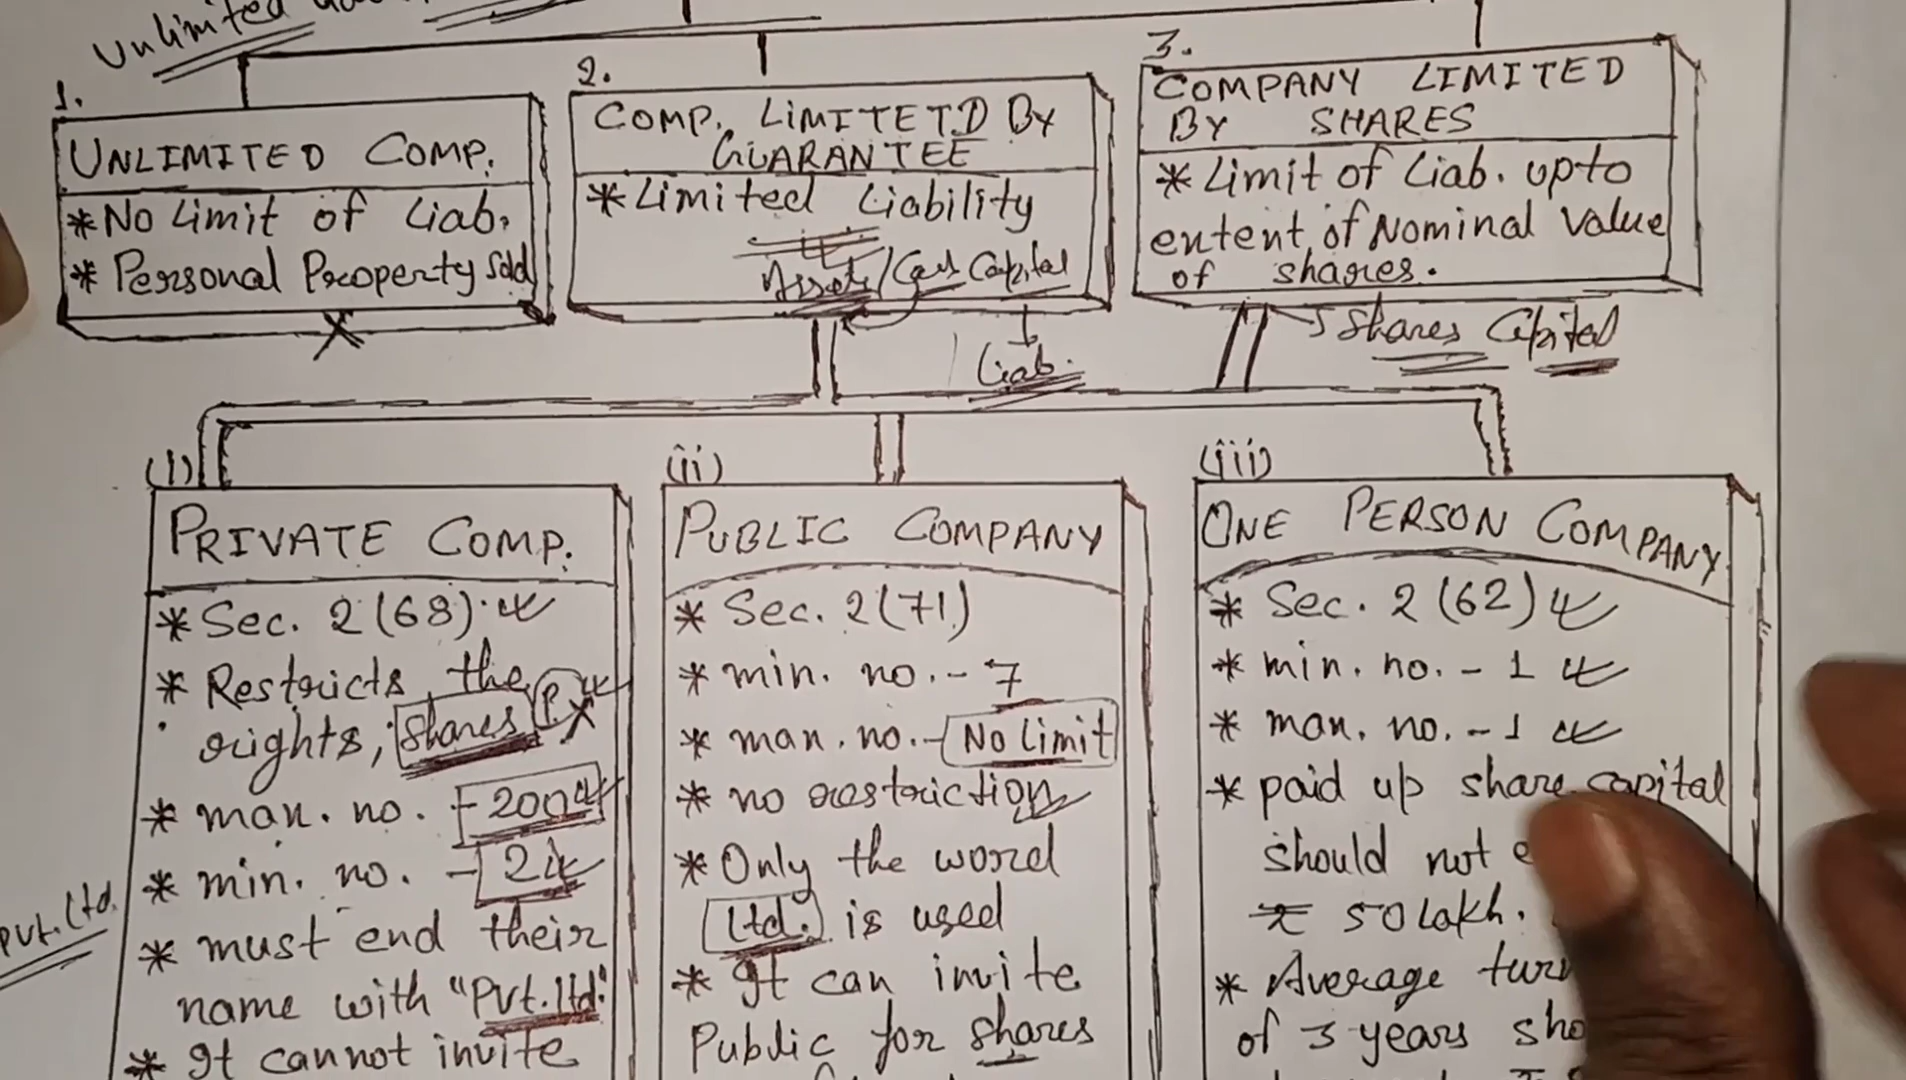 Unlimited
1.
UNLIMITED COMP.
*No Limit of Liab.
* Personal Property Sold
2.
COMP. LIMITETD By
GUARANTEE
*Limited Liability
Assets/ Capital
Liab.
3.
COMPANY LIMITED
BY SHARES
*Limit of Liab. upto
extent of Nominal Value
of shares.
Shares Capital
(i)
PRIVATE COMP.
* Sec. 2(68).
* Restricts the
rights, shares P.
* max. no. - 200
* min. no. - 2
* must end their
name with "Pvt.ltd."
* It cannot invite
Pvt. Ltd.
(ii)
PUBLIC COMPANY
* Sec. 2(71)
* min. no. - 7
* max. no. - No Limit
* no restriction
* Only the word
Ltd. is used
* It can invite
Public for shares
(iii)
ONE PERSON COMPANY
* Sec. 2(62)
* min. no. - 1
* max. no. - 1
* paid up share capital
should not
₹ 50 Lakh.
* Average
of 3 years